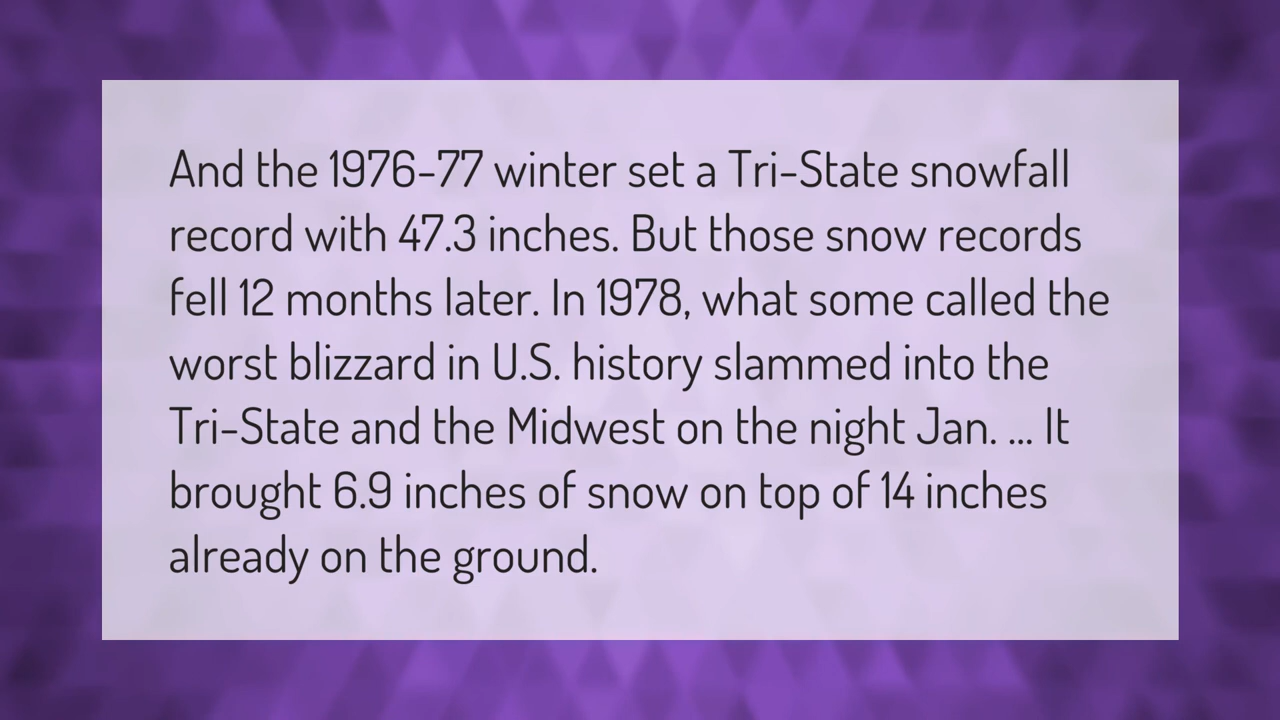 And the 1976-77 winter set a Tri-State snowfall
record with 47.3 inches. But those snow records
fell 12 months later. In 1978, what some called the
worst blizzard in U.S. history slammed into the
Tri-State and the Midwest on the night Jan. ... It
brought 6.9 inches of snow on top of 14 inches
already on the ground.